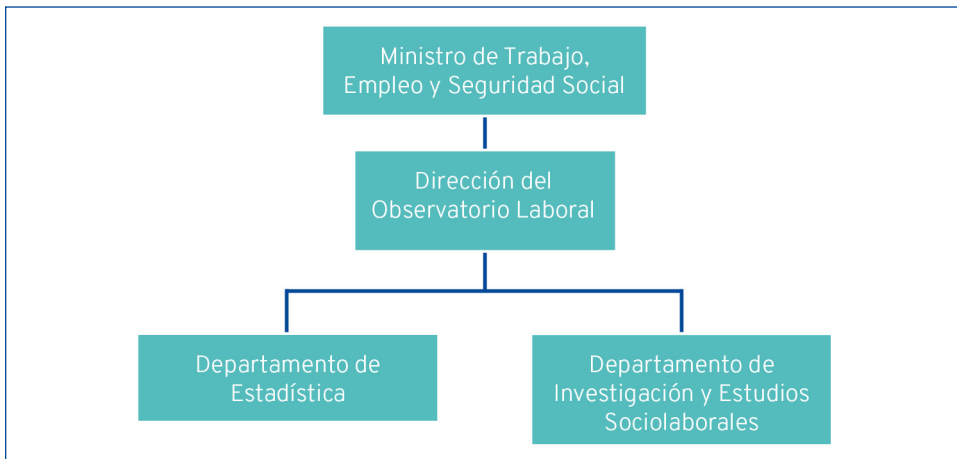 Ministro de Trabajo,
Empleo y Seguridad Social
Dirección del
Observatorio Laboral
Departamento de
Estadística
Departamento de
Investigación y Estudios
Sociolaborales